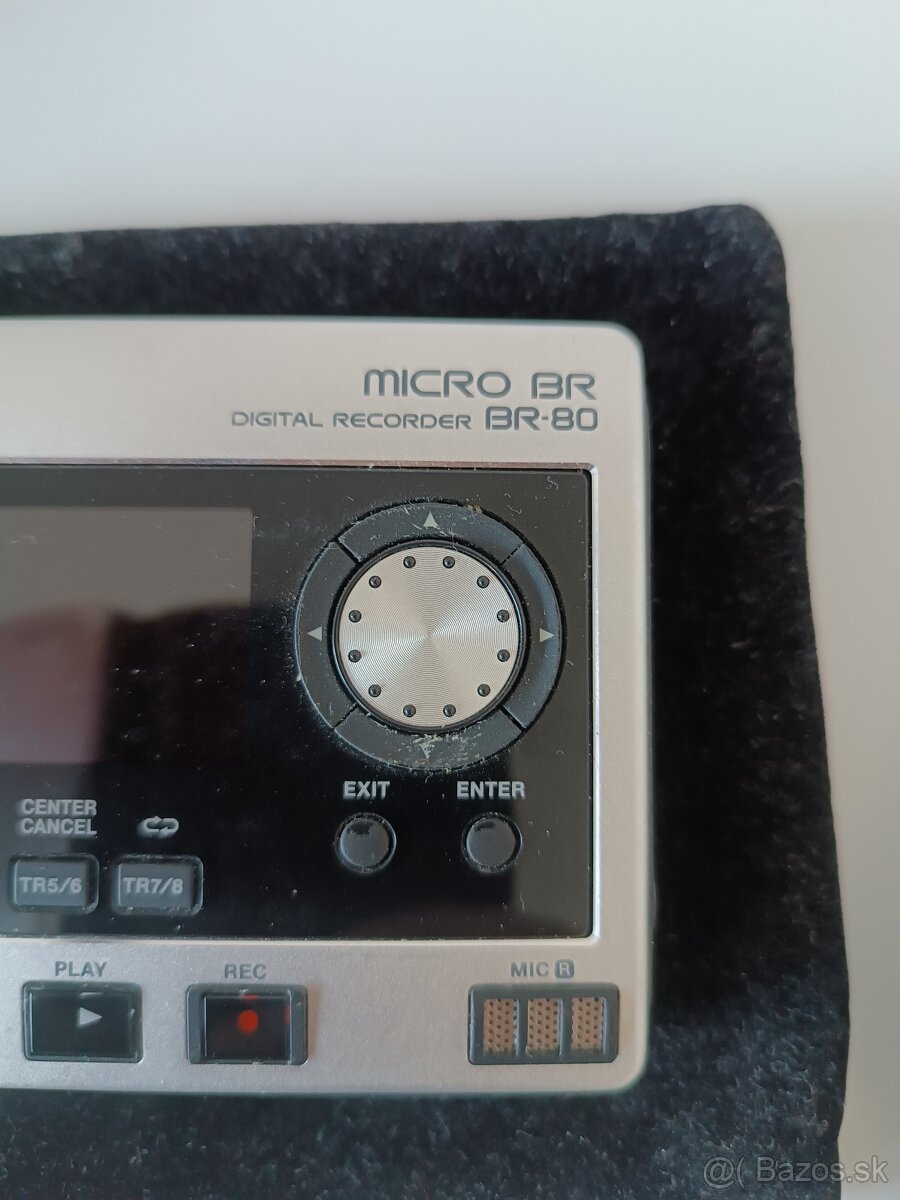 MICRO BR
DIGITAL RECORDER BR-80
EXIT ENTER
CENTER
CANCEL
TR5/6 TR7/8
PLAY REC MIC R
@( Bazos.sk